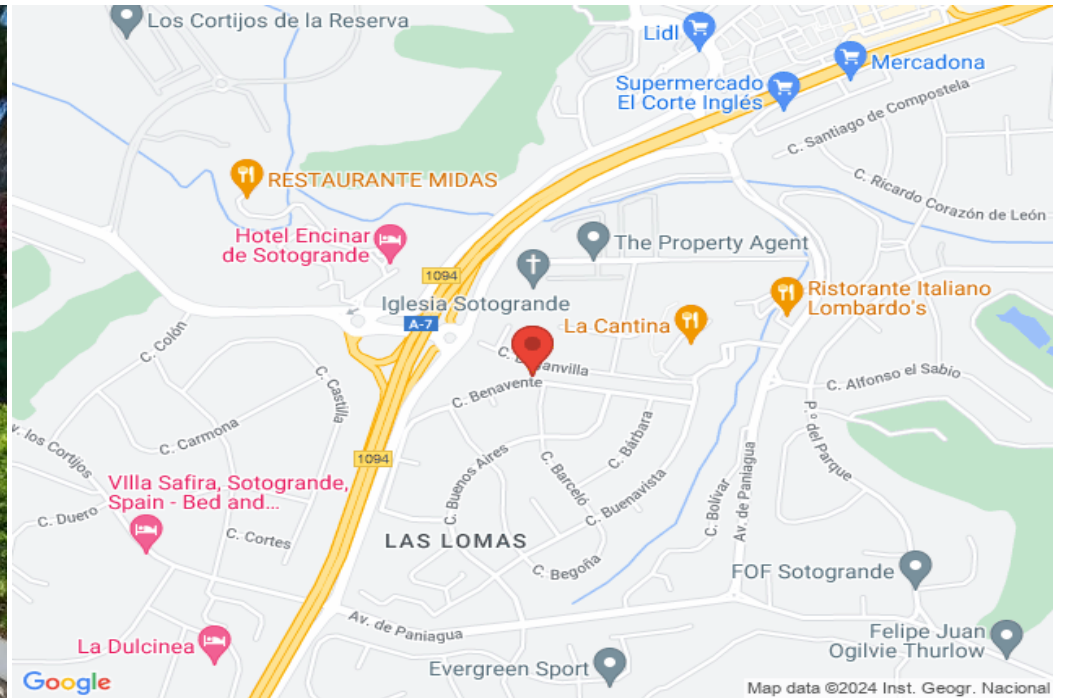 Los Cortijos de la Reserva
Lidl
Mercadona
Supermercado
El Corte Inglés
C. Santiago de Compostela
RESTAURANTE MIDAS
C. Ricardo Corazón de León
Hotel Encinar
de Sotogrande
The Property Agent
1094
Iglesia Sotogrande
Ristorante Italiano
Lombardo's
A-7
La Cantina
C. Colón
C. Benavente
C. Castilla
C. Alfonso el Sabio
P.º del Parque
C. Carmona
los Cortijos
1094
C. Bárbara
C. Buenos Aires
C. Barceló
C. Buenavista
Av. de Paniagua
C. Bolívar
VIlla Safira, Sotogrande,
Spain - Bed and...
C. Duero
C. Cortes
LAS LOMAS
C. Begoña
FOF Sotogrande
Av. de Paniagua
La Dulcinea
Felipe Juan
Ogilvie Thurlow
Evergreen Sport
Google
Map data ©2024 Inst. Geogr. Nacional